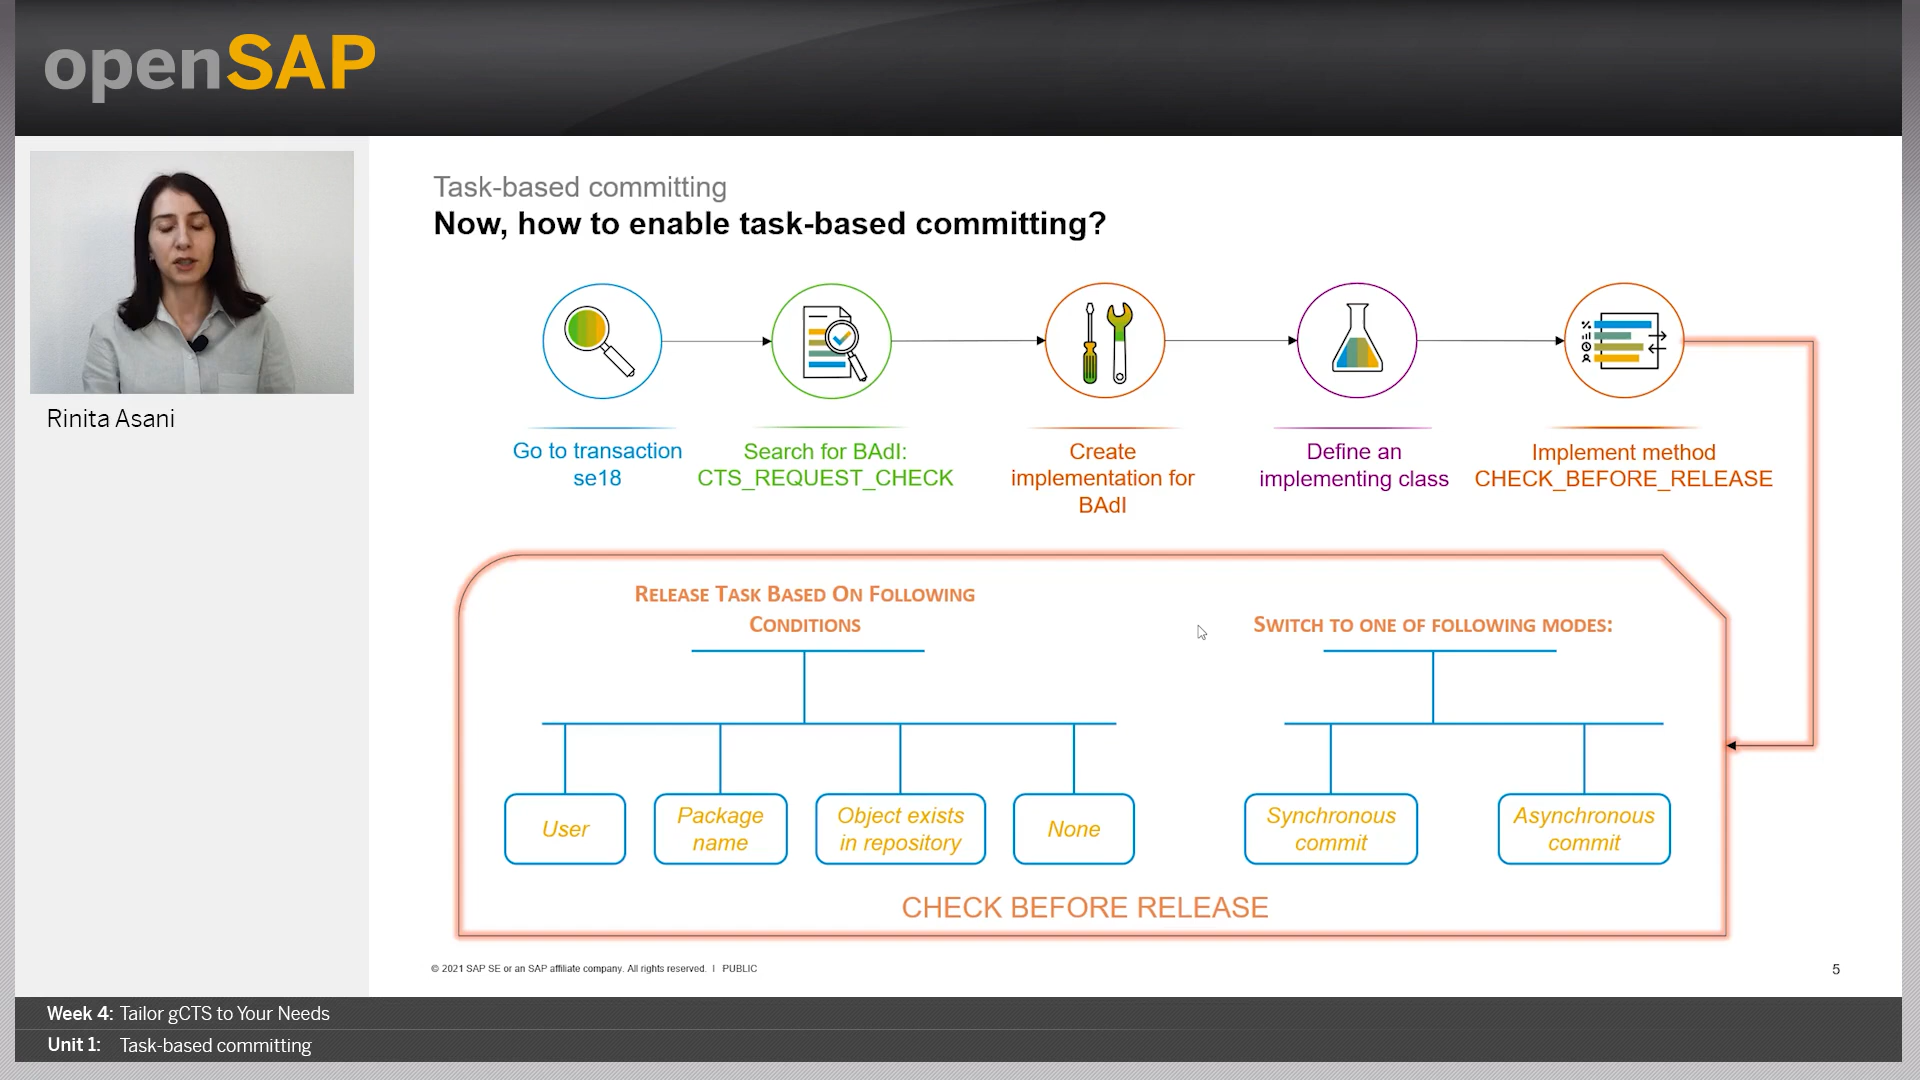 openSAP
Rinita Asani
Task-based committing
Now, how to enable task-based committing?
Go to transaction
se18
Search for BAdI:
CTS_REQUEST_CHECK
Create
implementation for
BAdI
Define an
implementing class
Implement method
CHECK_BEFORE_RELEASE
RELEASE TASK BASED ON FOLLOWING
CONDITIONS
User
Package
name
Object exists
in repository
None
SWITCH TO ONE OF FOLLOWING MODES:
Synchronous
commit
Asynchronous
commit
CHECK BEFORE RELEASE
© 2021 SAP SE or an SAP affiliate company. All rights reserved. I PUBLIC
5
Week 4: Tailor gCTS to Your Needs
Unit 1: Task-based committing